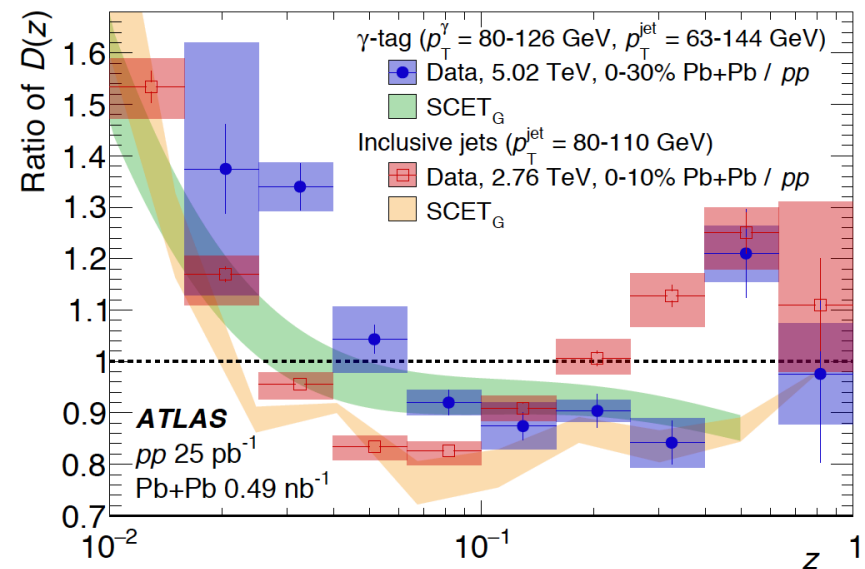 Ratio of D(z)
1.6
1.5
1.4
1.3
1.2
1.1
1
0.9
0.8
0.7
γ-tag (p_T^γ = 80-126 GeV, p_T^jet = 63-144 GeV)
Data, 5.02 TeV, 0-30% Pb+Pb / pp
SCET_G
Inclusive jets (p_T^jet = 80-110 GeV)
Data, 2.76 TeV, 0-10% Pb+Pb / pp
SCET_G
ATLAS
pp 25 pb^-1
Pb+Pb 0.49 nb^-1
10^-2
10^-1
1
z